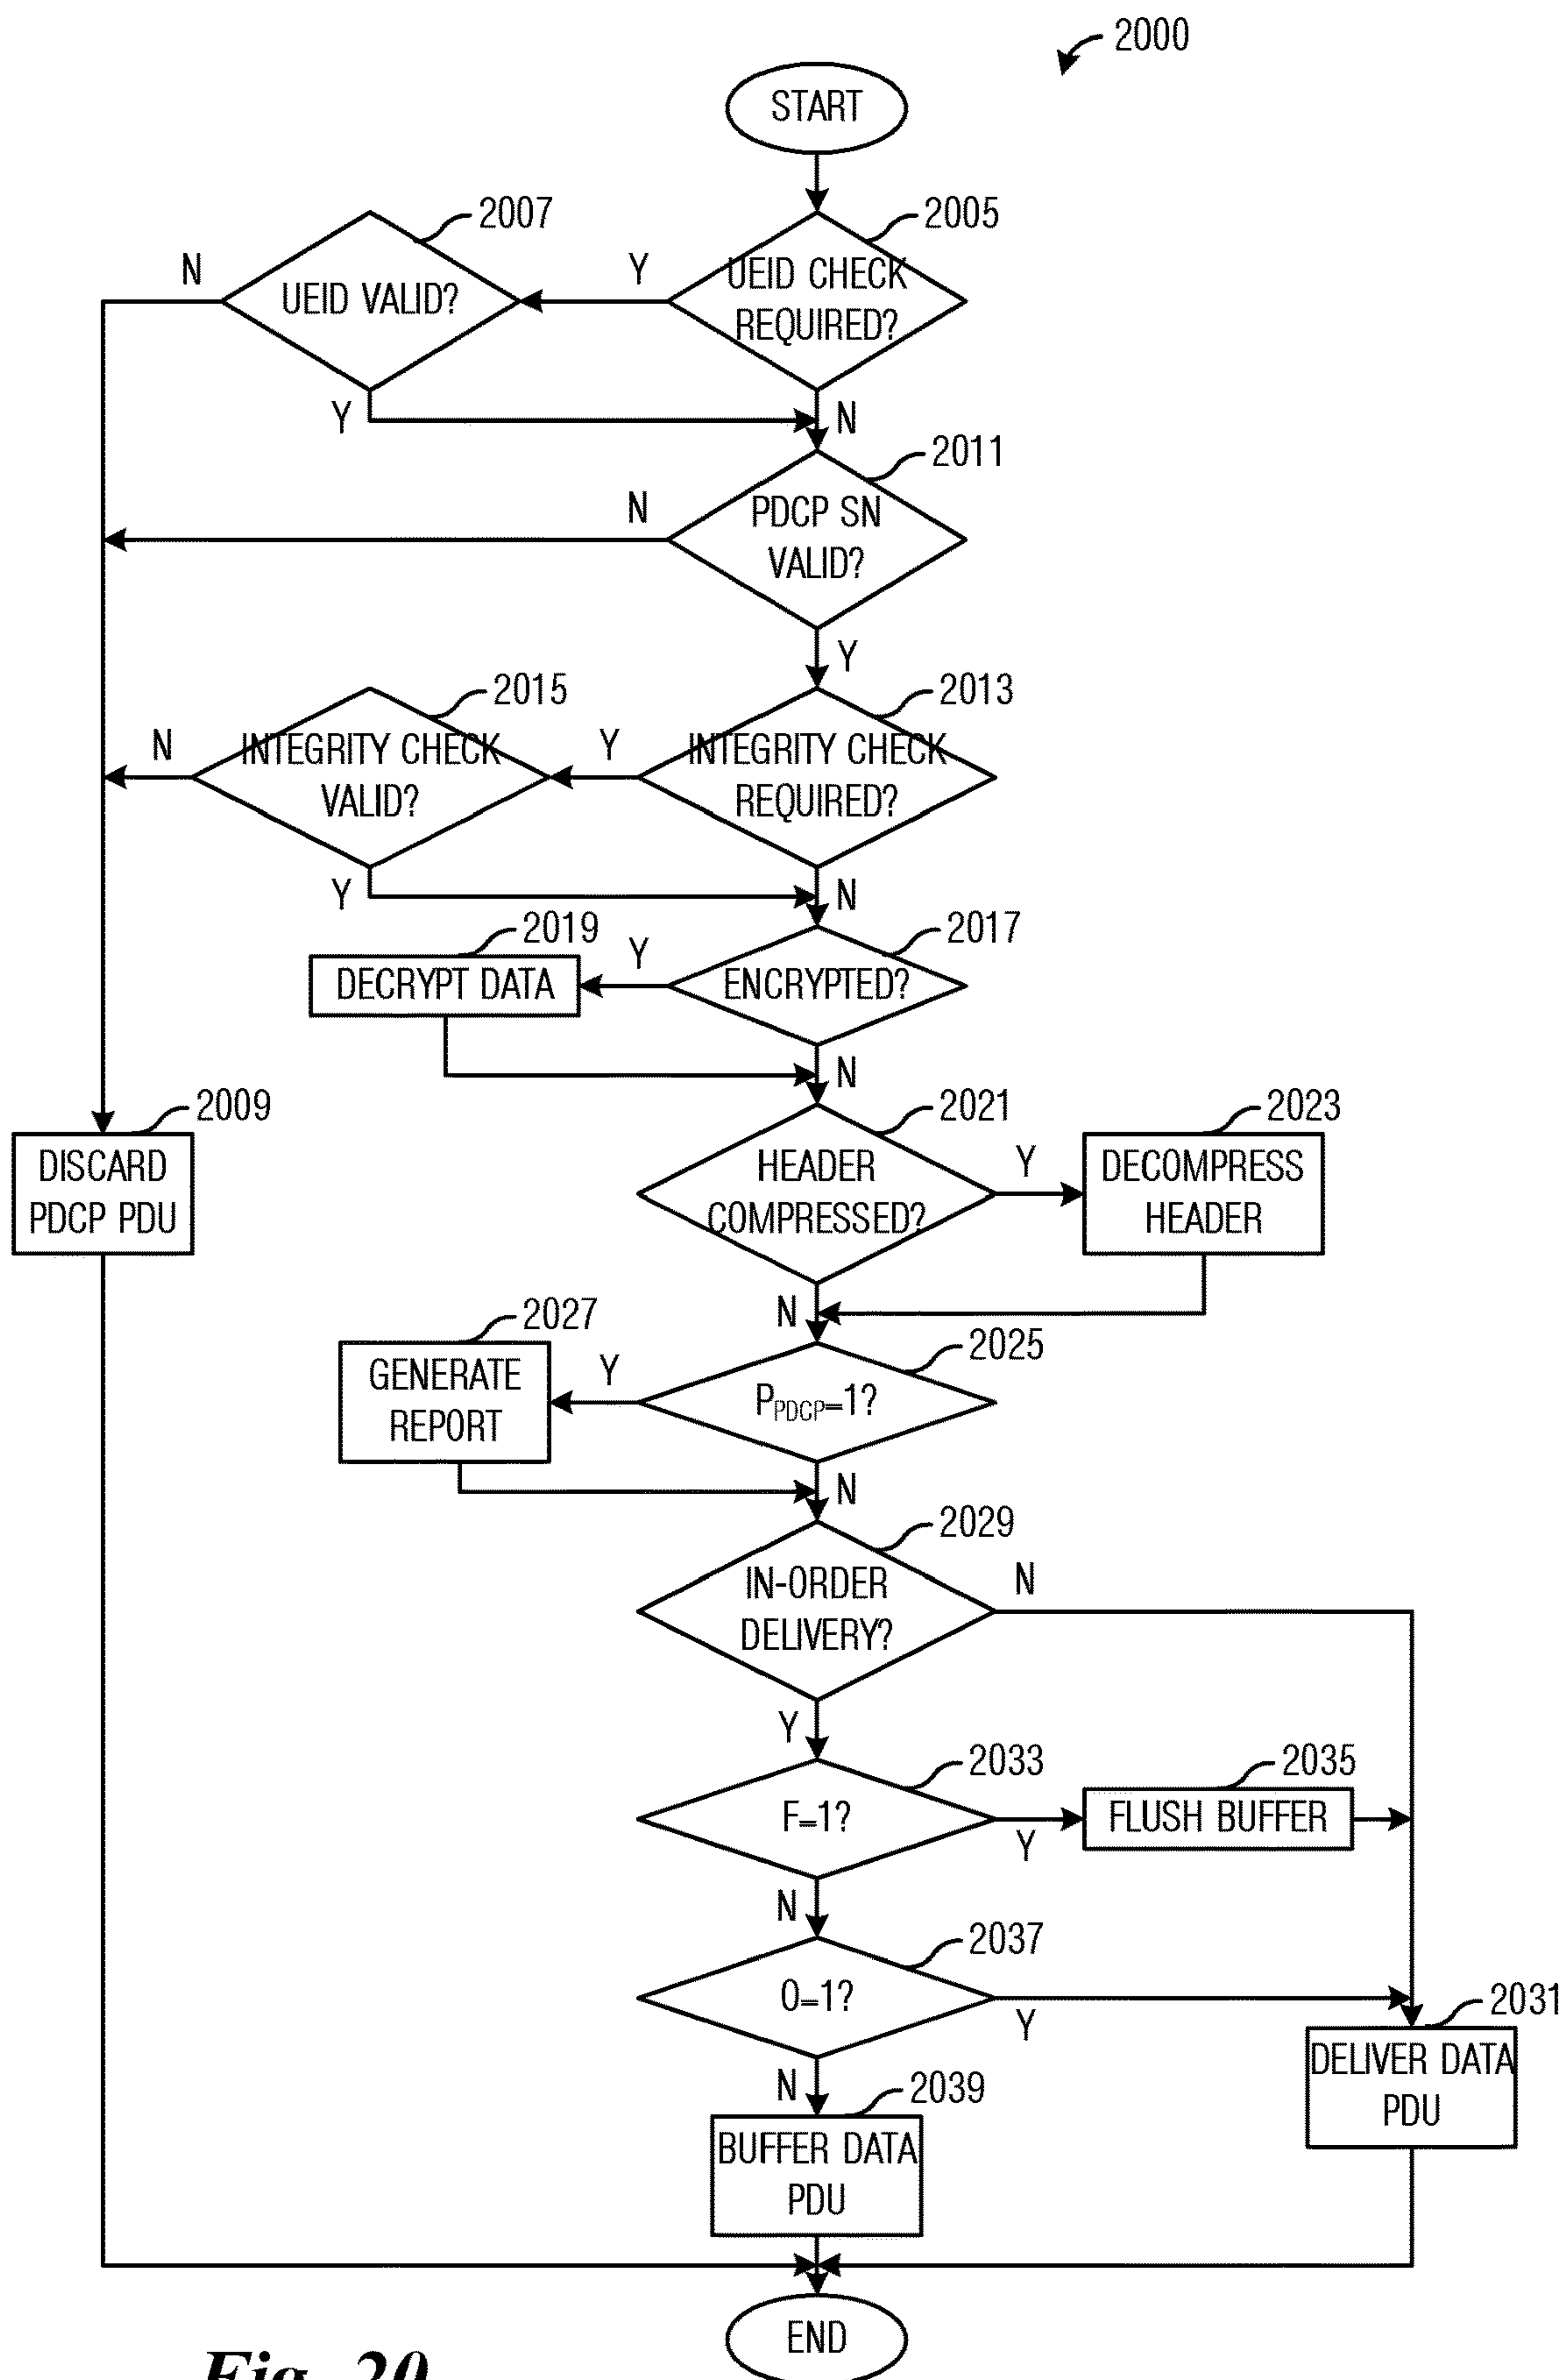 2000
START
2007
2005
N
UEID VALID?
Y
UEID CHECK
REQUIRED?
Y
N
2011
N
PDCP SN
VALID?
Y
2015
2013
N
INTEGRITY CHECK
VALID?
Y
INTEGRITY CHECK
REQUIRED?
Y
N
2019
2017
DECRYPT DATA
Y
ENCRYPTED?
N
2009
2021
2023
DISCARD
PDCP PDU
HEADER
COMPRESSED?
Y
DECOMPRESS
HEADER
N
2027
2025
GENERATE
REPORT
Y
PPDCP=1?
N
2029
IN-ORDER
DELIVERY?
N
Y
2033
2035
F=1?
Y
FLUSH BUFFER
N
2037
O=1?
Y
2031
DELIVER DATA
PDU
N
2039
BUFFER DATA
PDU
END
Fig. 20